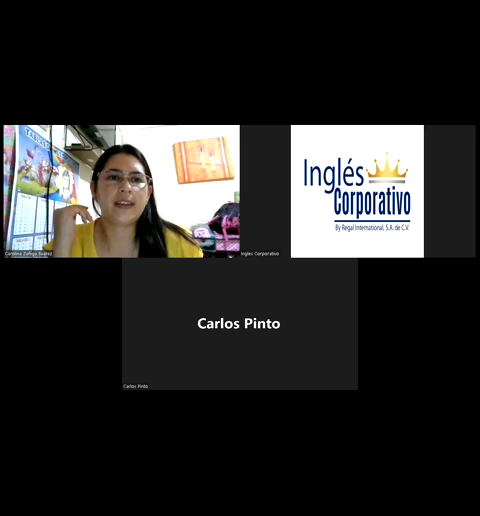 Inglés
Corporativo
By Regal International, S.A. de C.V.
Inglés Corporativo
Carlos Pinto
Carlos Pinto